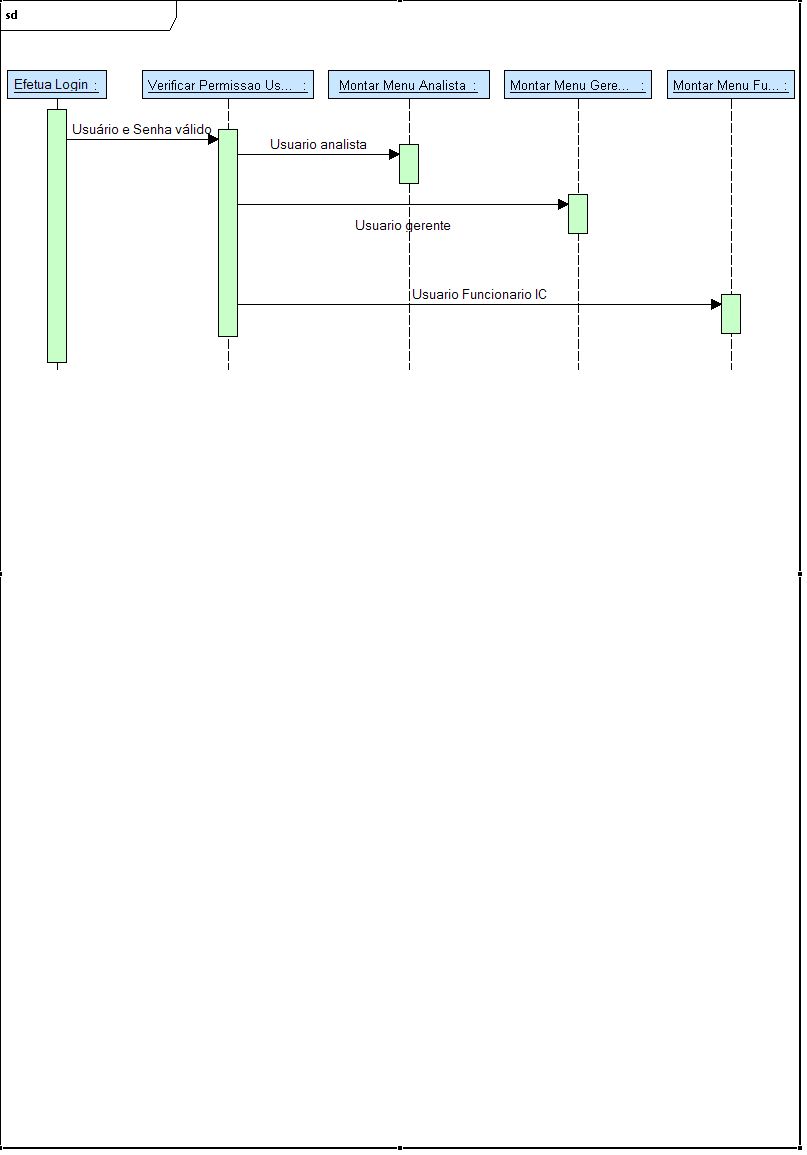 sd
Efetua Login :
Verificar Permissao Us... :
Montar Menu Analista :
Montar Menu Gere... :
Montar Menu Fu... :
Usuário e Senha válido
Usuario analista
Usuario gerente
Usuario Funcionario IC